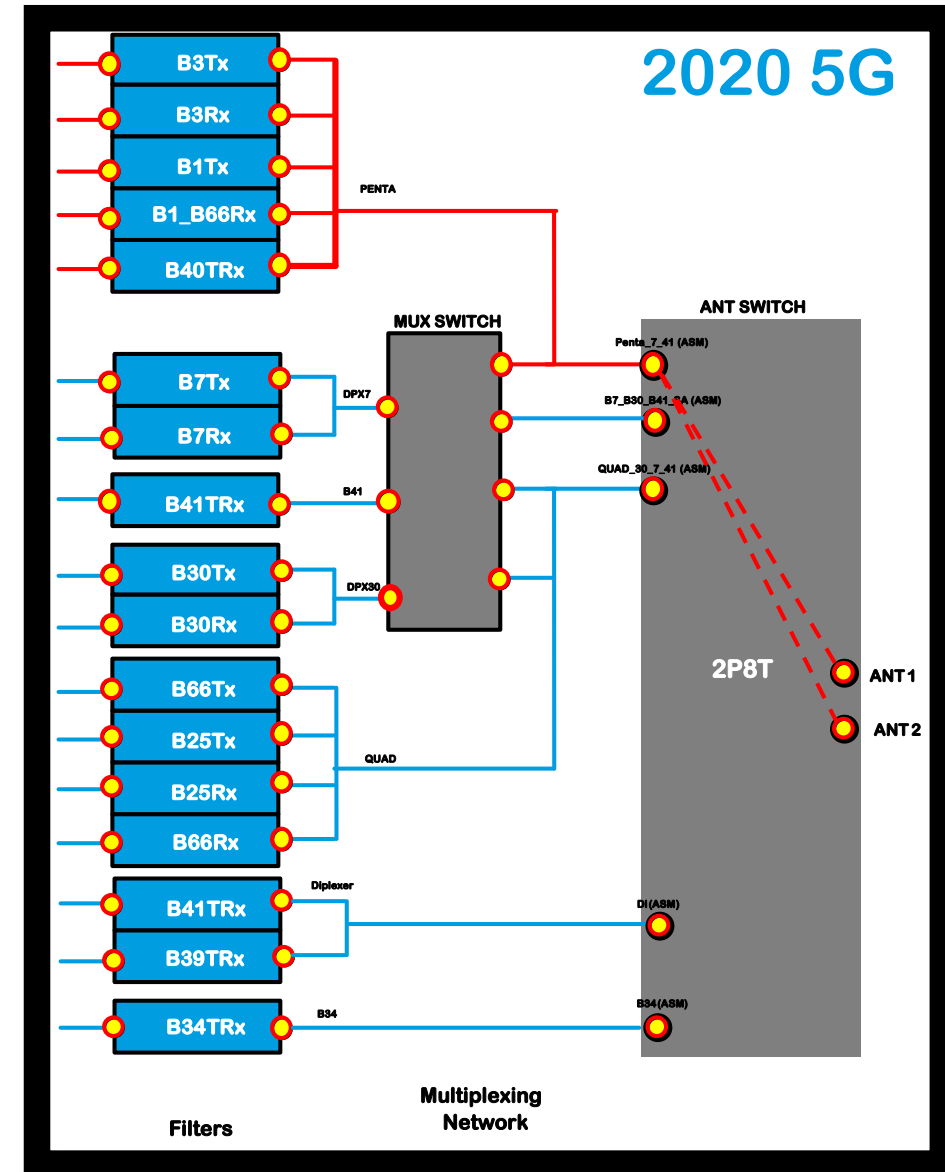 2020 5G
B3Tx
B3Rx
B1Tx
PENTA
B1_B66Rx
B40TRx
ANT SWITCH
MUX SWITCH
Penta_7_41 (ASM)
B7Tx
DPX7
B7Rx
QUAD_30_7_41 (ASM)
B41
B41TRx
B30Tx
DPX30
B30Rx
2P8T
ANT 1
B66Tx
ANT 2
B25Tx
QUAD
B25Rx
B66Rx
Diplexer
B41TRx
DI (ASM)
B39TRx
B34 (ASM)
B34
B34TRx
Multiplexing
Network
Filters